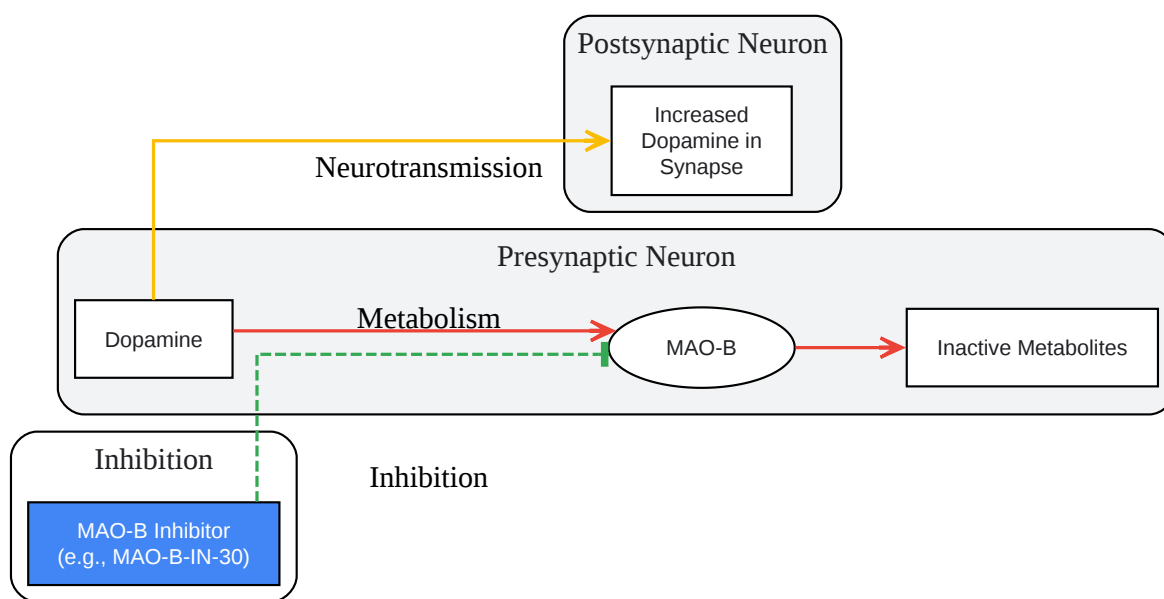 Postsynaptic Neuron
Increased
Dopamine in
Synapse
Neurotransmission
Presynaptic Neuron
Dopamine
Metabolism
MAO-B
Inactive Metabolites
Inhibition
Inhibition
MAO-B Inhibitor
(e.g., MAO-B-IN-30)